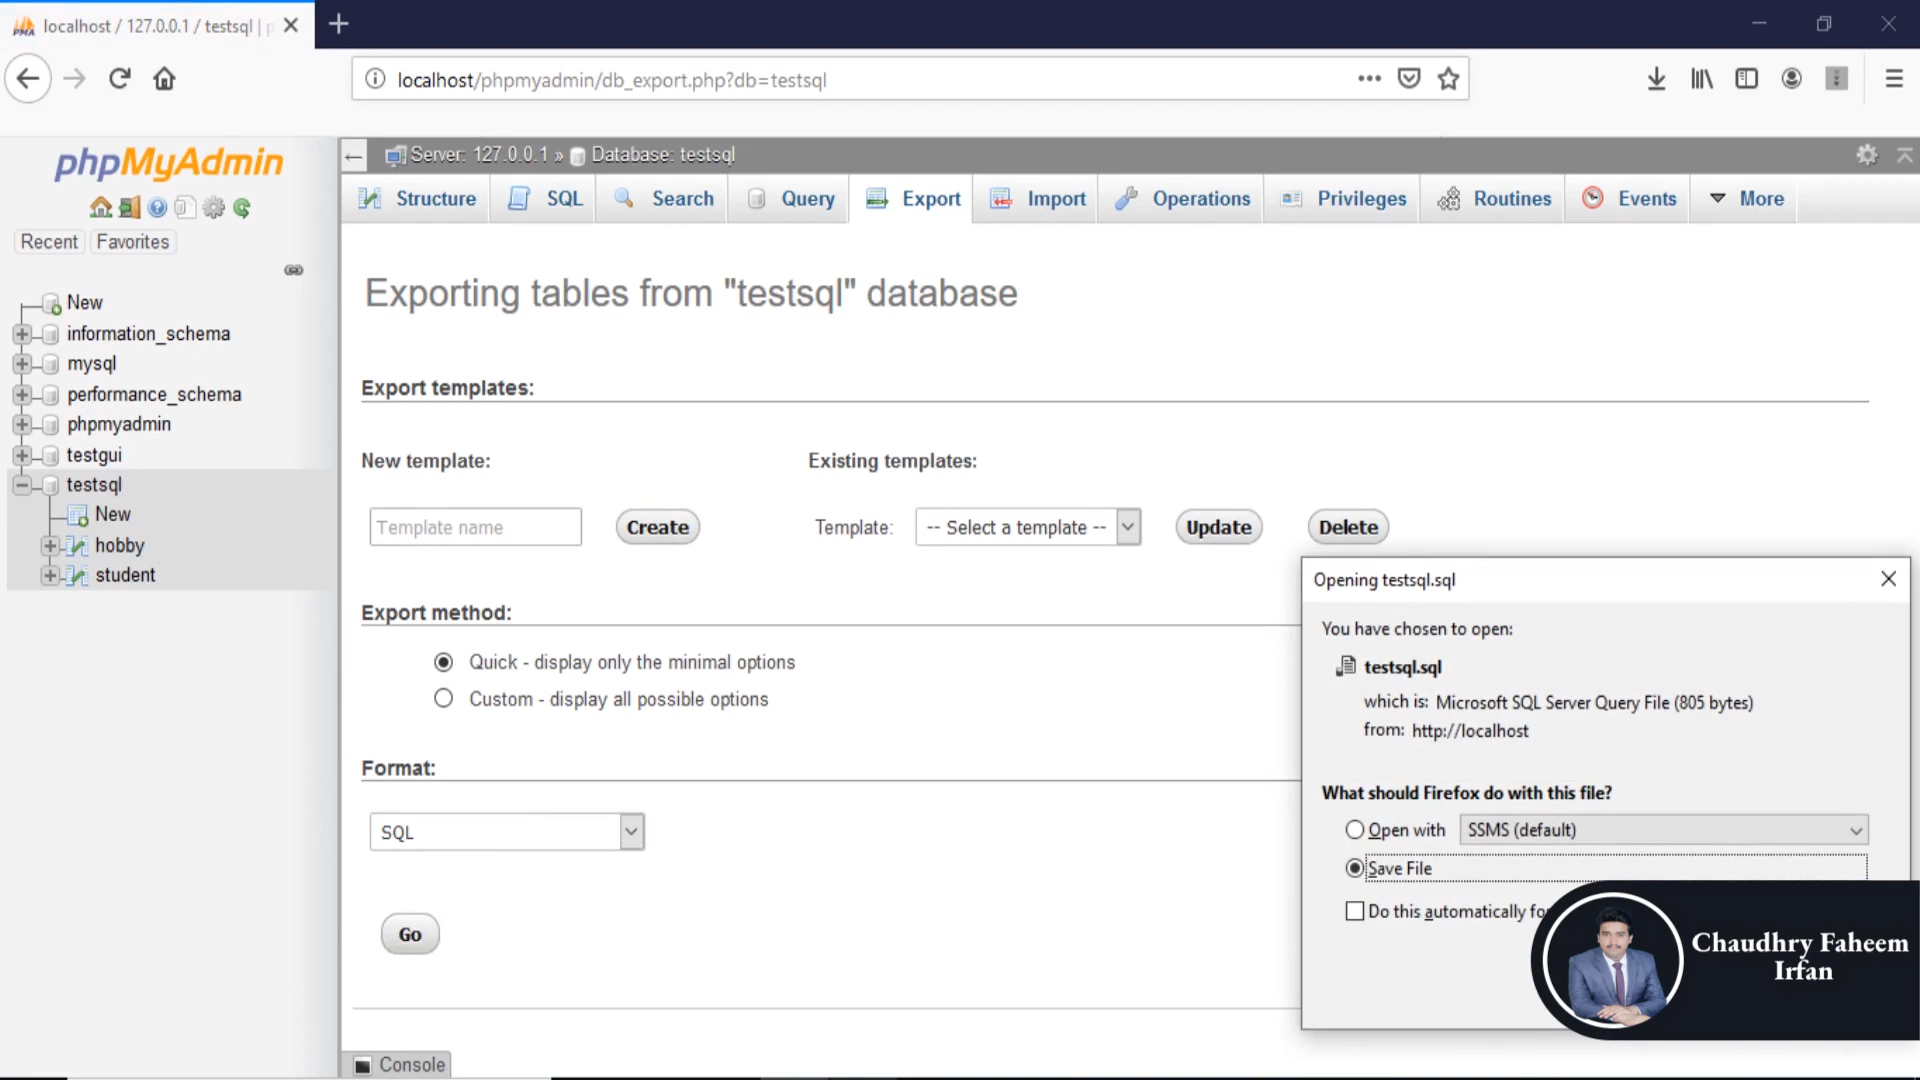 localhost / 127.0.0.1 / testsql | p
localhost/phpmyadmin/db_export.php?db=testsql
phpMyAdmin
Recent
Favorites
New
information_schema
mysql
performance_schema
phpmyadmin
testgui
testsql
New
hobby
student
Server: 127.0.0.1 » Database: testsql
Structure
SQL
Search
Query
Export
Import
Operations
Privileges
Routines
Events
More
Exporting tables from "testsql" database
Export templates:
New template:
Existing templates:
Template name
Create
Template:
-- Select a template --
Update
Delete
Export method:
Quick - display only the minimal options
Custom - display all possible options
Format:
SQL
Go
Console
Opening testsql.sql
You have chosen to open:
testsql.sql
which is: Microsoft SQL Server Query File (805 bytes)
from: http://localhost
What should Firefox do with this file?
Open with
SSMS (default)
Save File
Do this automatically fo
Chaudhry Faheem
Irfan